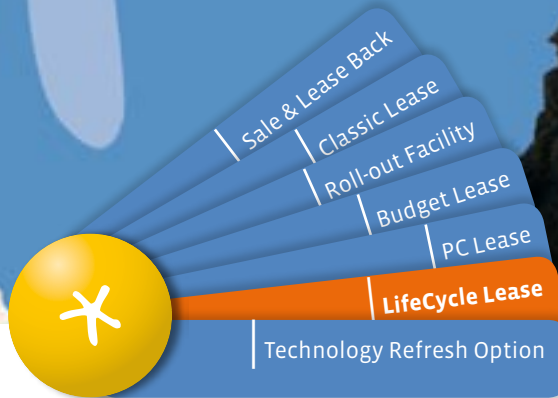 Sale & Lease Back
Classic Lease
Roll-out Facility
Budget Lease
PC Lease
LifeCycle Lease
Technology Refresh Option